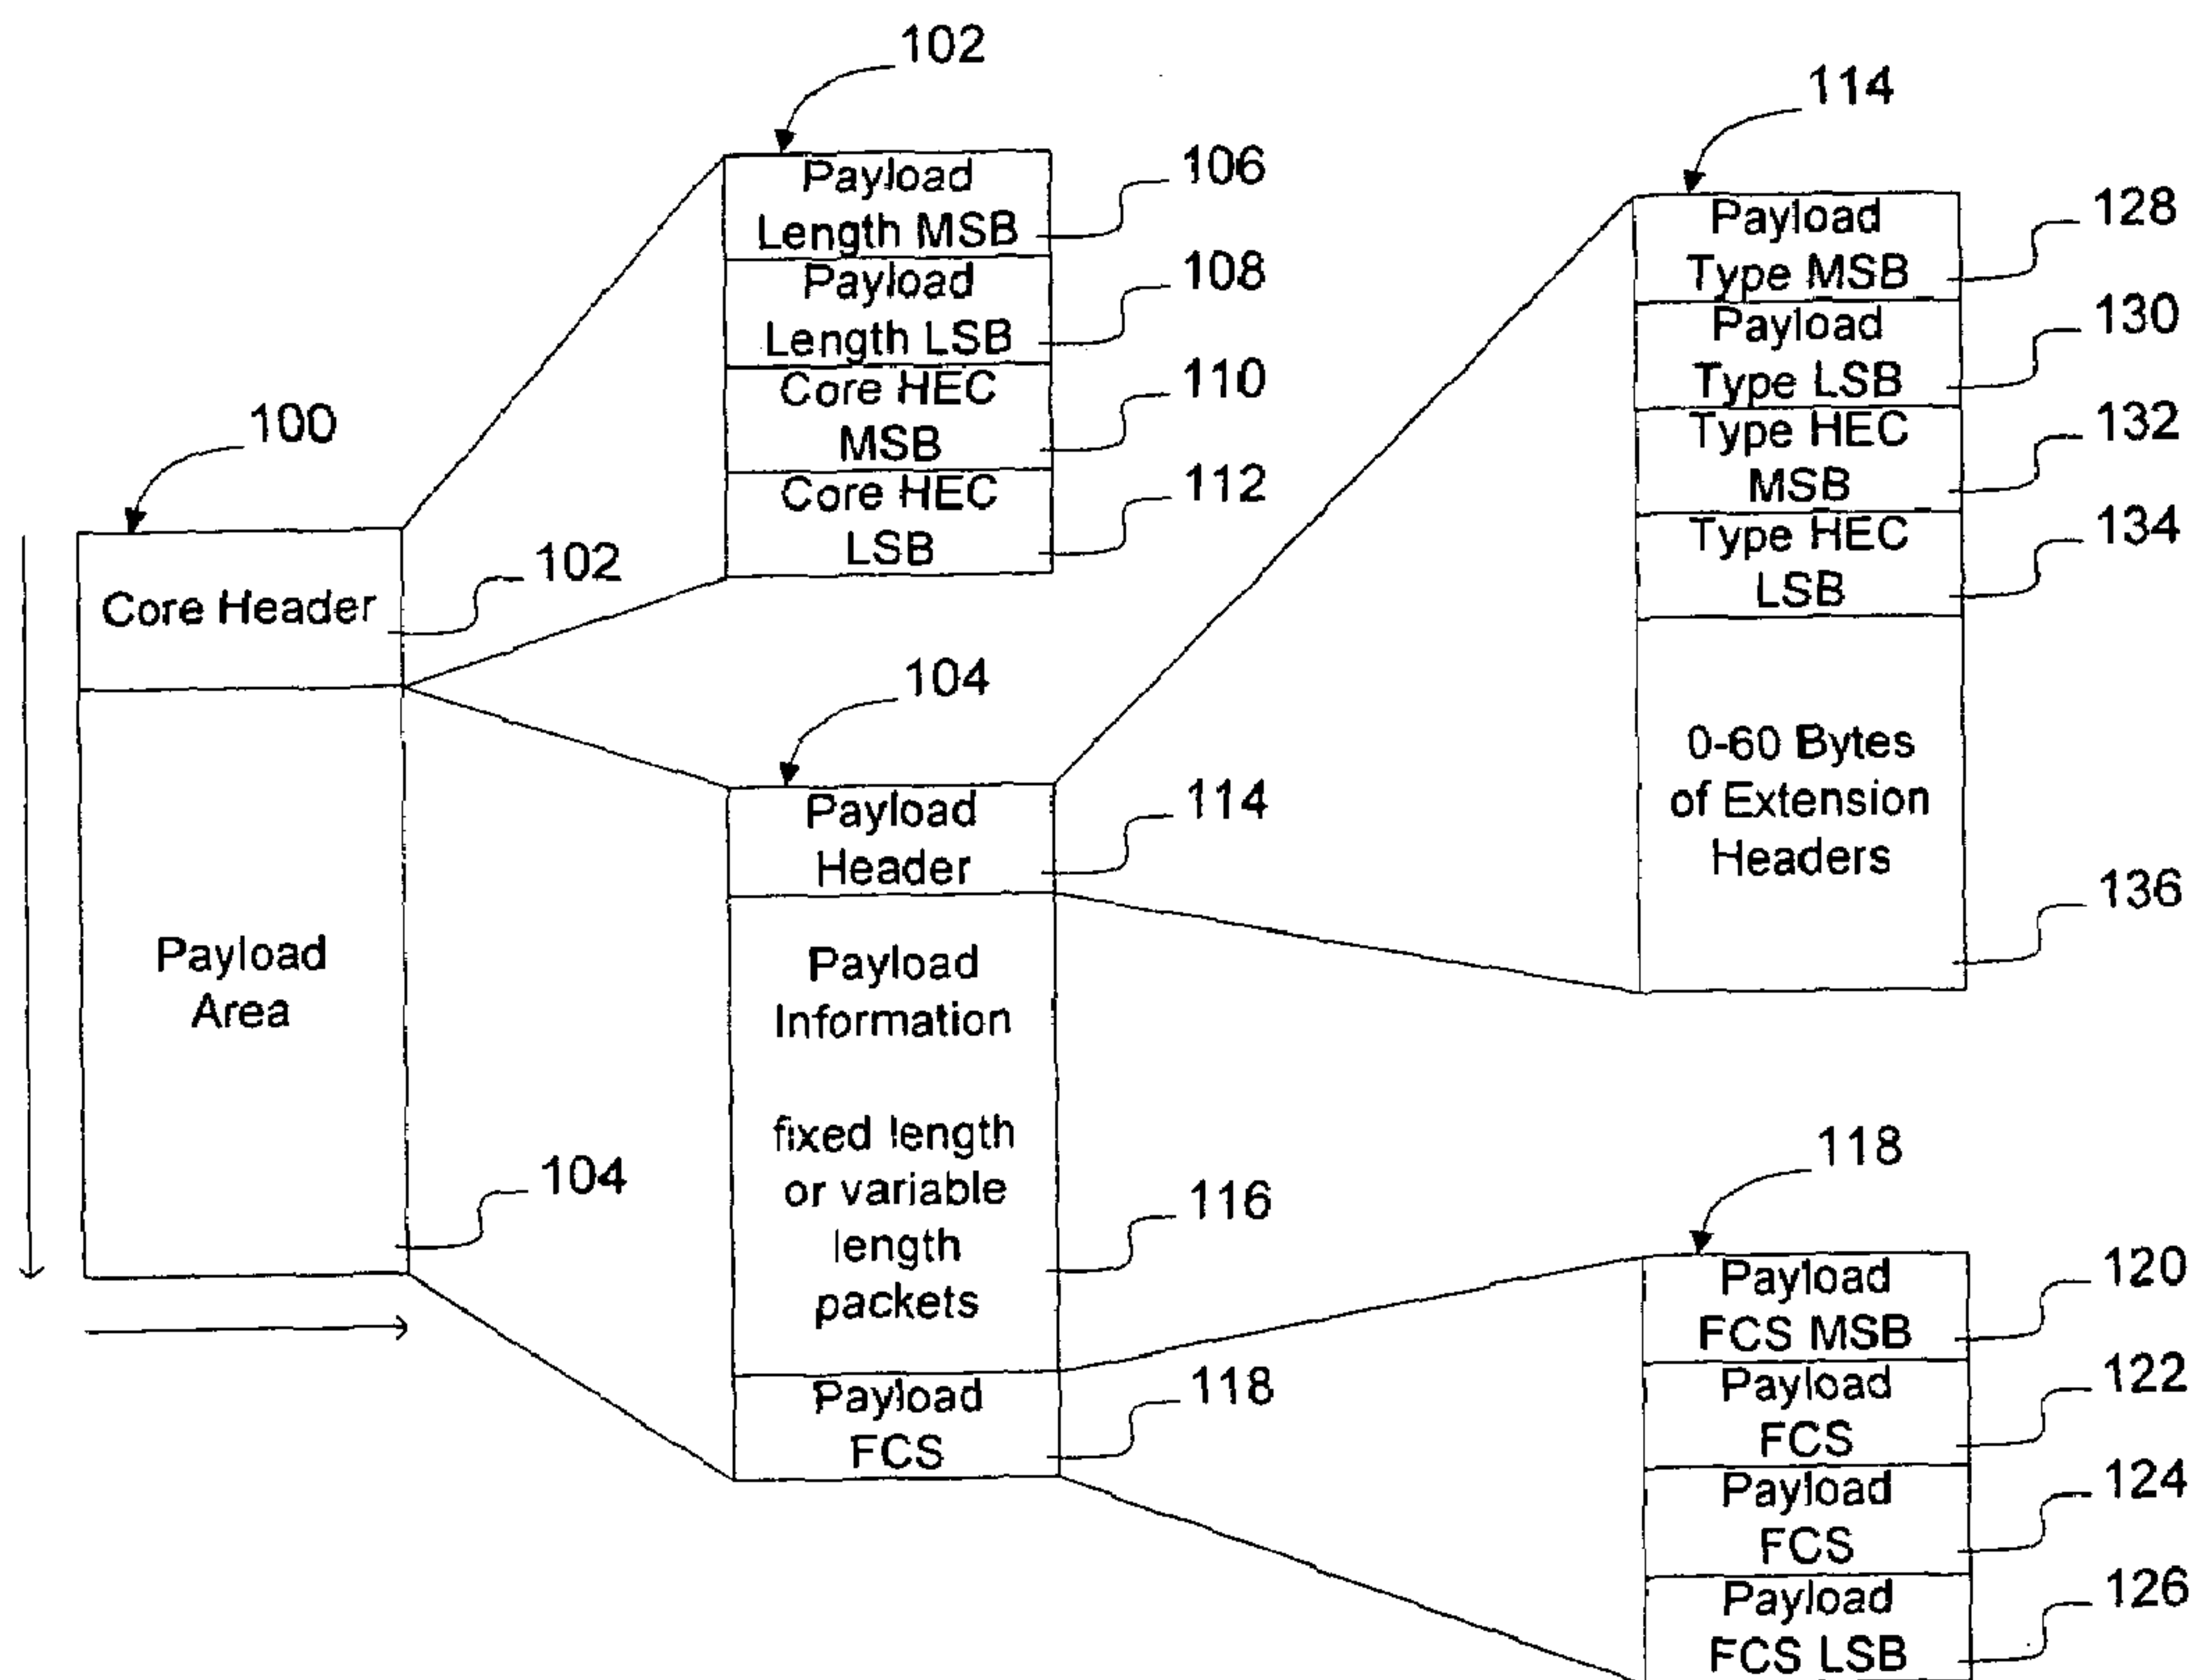 100
Core Header
102
Payload
Area
104
102
Payload
Length MSB
106
Payload
Length LSB
108
Core HEC
MSB
110
Core HEC
LSB
112
104
Payload
Header
114
Payload
Information
fixed length
or variable
length
packets
116
Payload
FCS
118
114
Payload
Type MSB
128
Payload
Type LSB
130
Type HEC
MSB
132
Type HEC
LSB
134
0-60 Bytes
of Extension
Headers
136
118
Payload
FCS MSB
120
Payload
FCS
122
Payload
FCS
124
Payload
FCS LSB
126